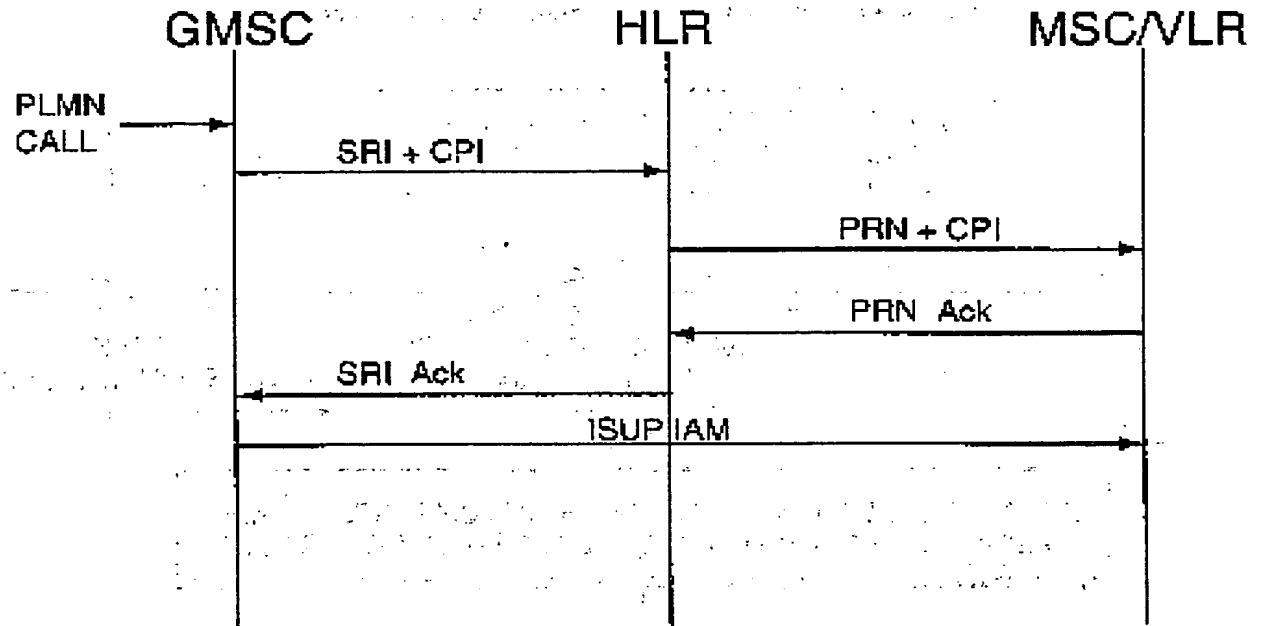 GMSC HLR MSC/VLR
PLMN
CALL
SRI + CPI
PRN + CPI
PRN Ack
SRI Ack
ISUP IAM